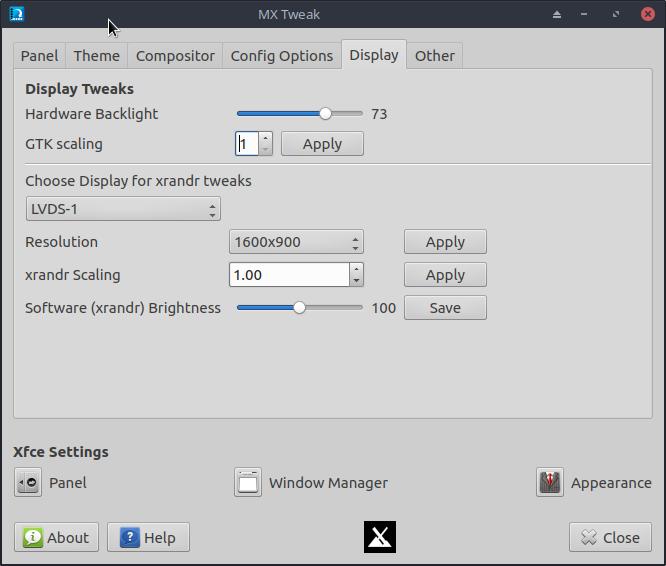 MX Tweak
Panel Theme Compositor Config Options Display Other
Display Tweaks
Hardware Backlight 73
GTK scaling 1 Apply
Choose Display for xrandr tweaks
LVDS-1
Resolution 1600x900 Apply
xrandr Scaling 1.00 Apply
Software (xrandr) Brightness 100 Save
Xfce Settings
Panel Window Manager Appearance
About Help Close